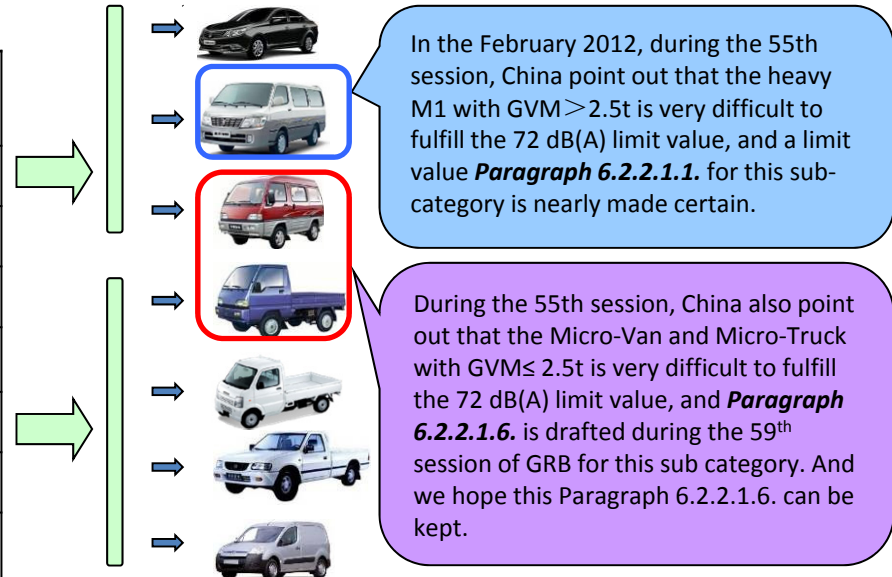 In the February 2012, during the 55th
session, China point out that the heavy
M1 with GVM＞2.5t is very difficult to
fulfill the 72 dB(A) limit value, and a limit
value Paragraph 6.2.2.1.1. for this sub-
category is nearly made certain.
During the 55th session, China also point
out that the Micro-Van and Micro-Truck
with GVM≤ 2.5t is very difficult to fulfill
the 72 dB(A) limit value, and Paragraph
6.2.2.1.6. is drafted during the 59th
session of GRB for this sub category. And
we hope this Paragraph 6.2.2.1.6. can be
kept.